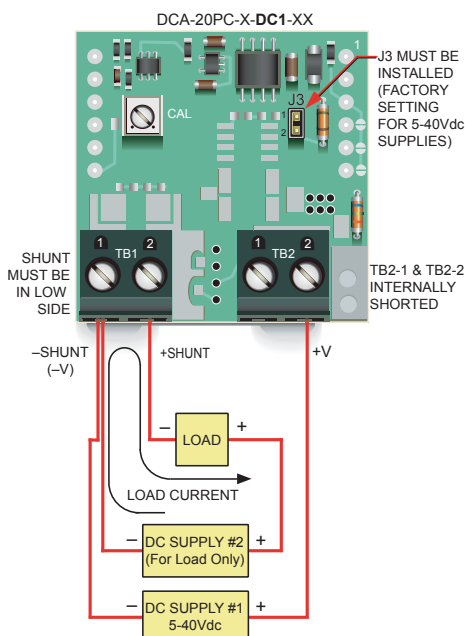 DCA-20PC-X-DC1-XX
1
J3 MUST BE
INSTALLED
(FACTORY
SETTING
FOR 5-40Vdc
SUPPLIES)
J3
1
2
CAL
SHUNT
MUST BE
IN LOW
SIDE
1 TB1 2
1 TB2 2
TB2-1 & TB2-2
INTERNALLY
SHORTED
–SHUNT
(–V)
+SHUNT
+V
– LOAD +
LOAD CURRENT
– DC SUPPLY #2 +
(For Load Only)
– DC SUPPLY #1 +
5-40Vdc